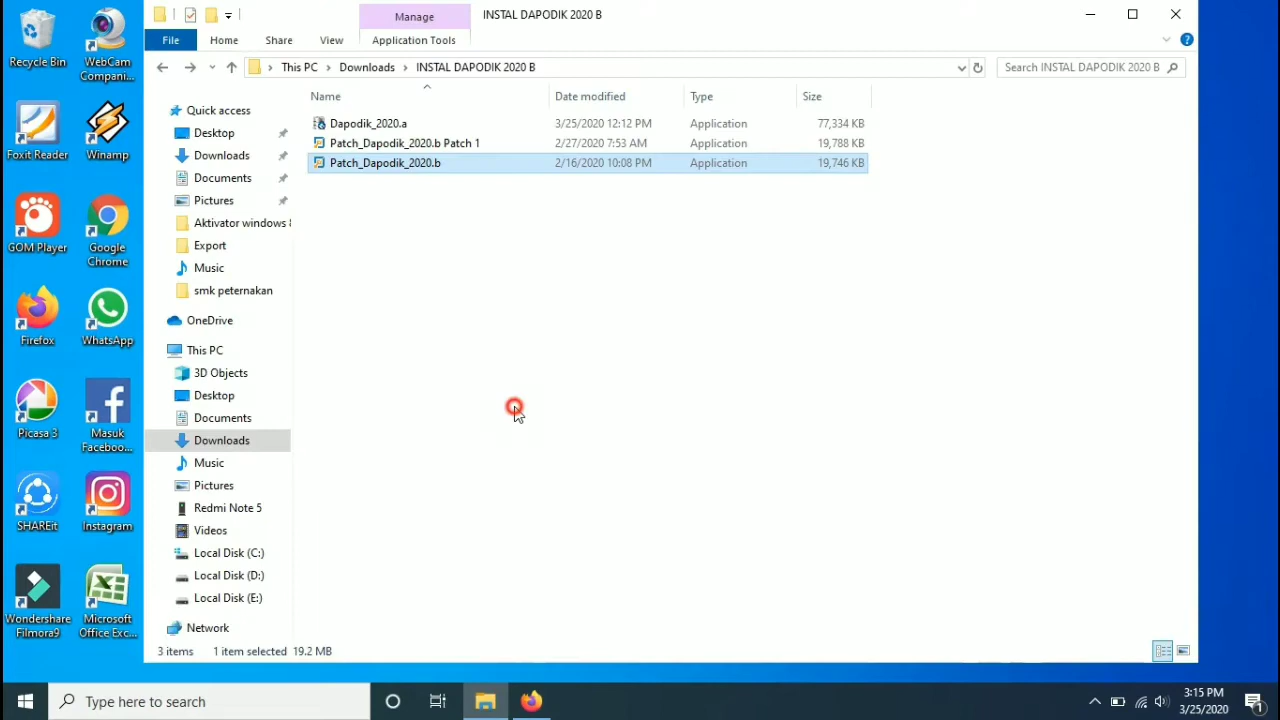 Manage
INSTAL DAPODIK 2020 B
File
Home
Share
View
Application Tools
This PC
Downloads
INSTAL DAPODIK 2020 B
Search INSTAL DAPODIK 2020 B
Name
Date modified
Type
Size
Dapodik_2020.a
3/25/2020 12:12 PM
Application
77,334 KB
Patch_Dapodik_2020.b Patch 1
2/27/2020 7:53 AM
Application
19,788 KB
Patch_Dapodik_2020.b
2/16/2020 10:08 PM
Application
19,746 KB
Quick access
Desktop
Downloads
Documents
Pictures
Aktivator windows 8
Export
Music
smk peternakan
OneDrive
This PC
3D Objects
Desktop
Documents
Downloads
Music
Pictures
Redmi Note 5
Videos
Local Disk (C:)
Local Disk (D:)
Local Disk (E:)
Network
3 items
1 item selected
19.2 MB
Recycle Bin
WebCam
Compani...
Foxit Reader
Winamp
GOM Player
Google
Chrome
Firefox
WhatsApp
Picasa 3
Masuk
Faceboo...
SHAREit
Instagram
Wondershare
Filmora9
Microsoft
Office Exc...
Type here to search
3:15 PM
3/25/2020
1